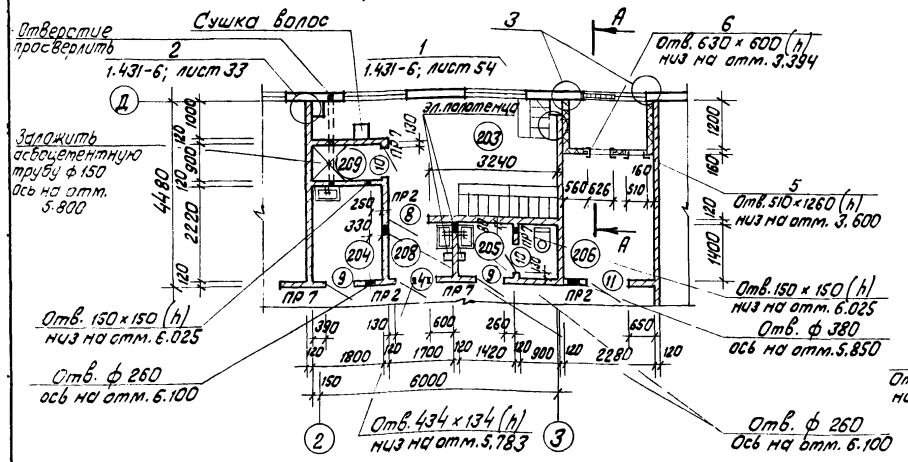 Отверстие
просверлить
Сушка волос
3
А
6
Отв. 630 × 600 (h)
низ на отм. 3.394
2
1.431-6; лист 33
1
1.431-6; лист 54
Д
эл. полотенца
203
3240
130
ПР 7
10
209
Заложить
асбоцементную
трубу ф 150
Ось на отм.
5.800
4480
1000
120
900
120
2220
120
1200
160
120
1400
160
560
626
510
5
Отв. 510 × 1260 (h)
низ на отм. 3.600
А
250
ПР 2
8
330
204
208
205
ПР 7
10
206
9
9
11
ПР 7
ПР 2
ПР 7
ПР 2
Отв. 150 × 150 (h)
низ на отм. 6.025
Отв. 150 × 150 (h)
низ на отм. 6.025
Отв. ф 380
ось на отм. 5.850
390
130
600
260
650
120
1800
120
1700
120
1420
120
900
120
2280
120
Отв. ф 260
ось на отм. 6.100
150
6000
2
3
Отв. 434 × 134 (h)
низ на отм. 5,783
Отв. ф 260
Ось на отм. 6.100